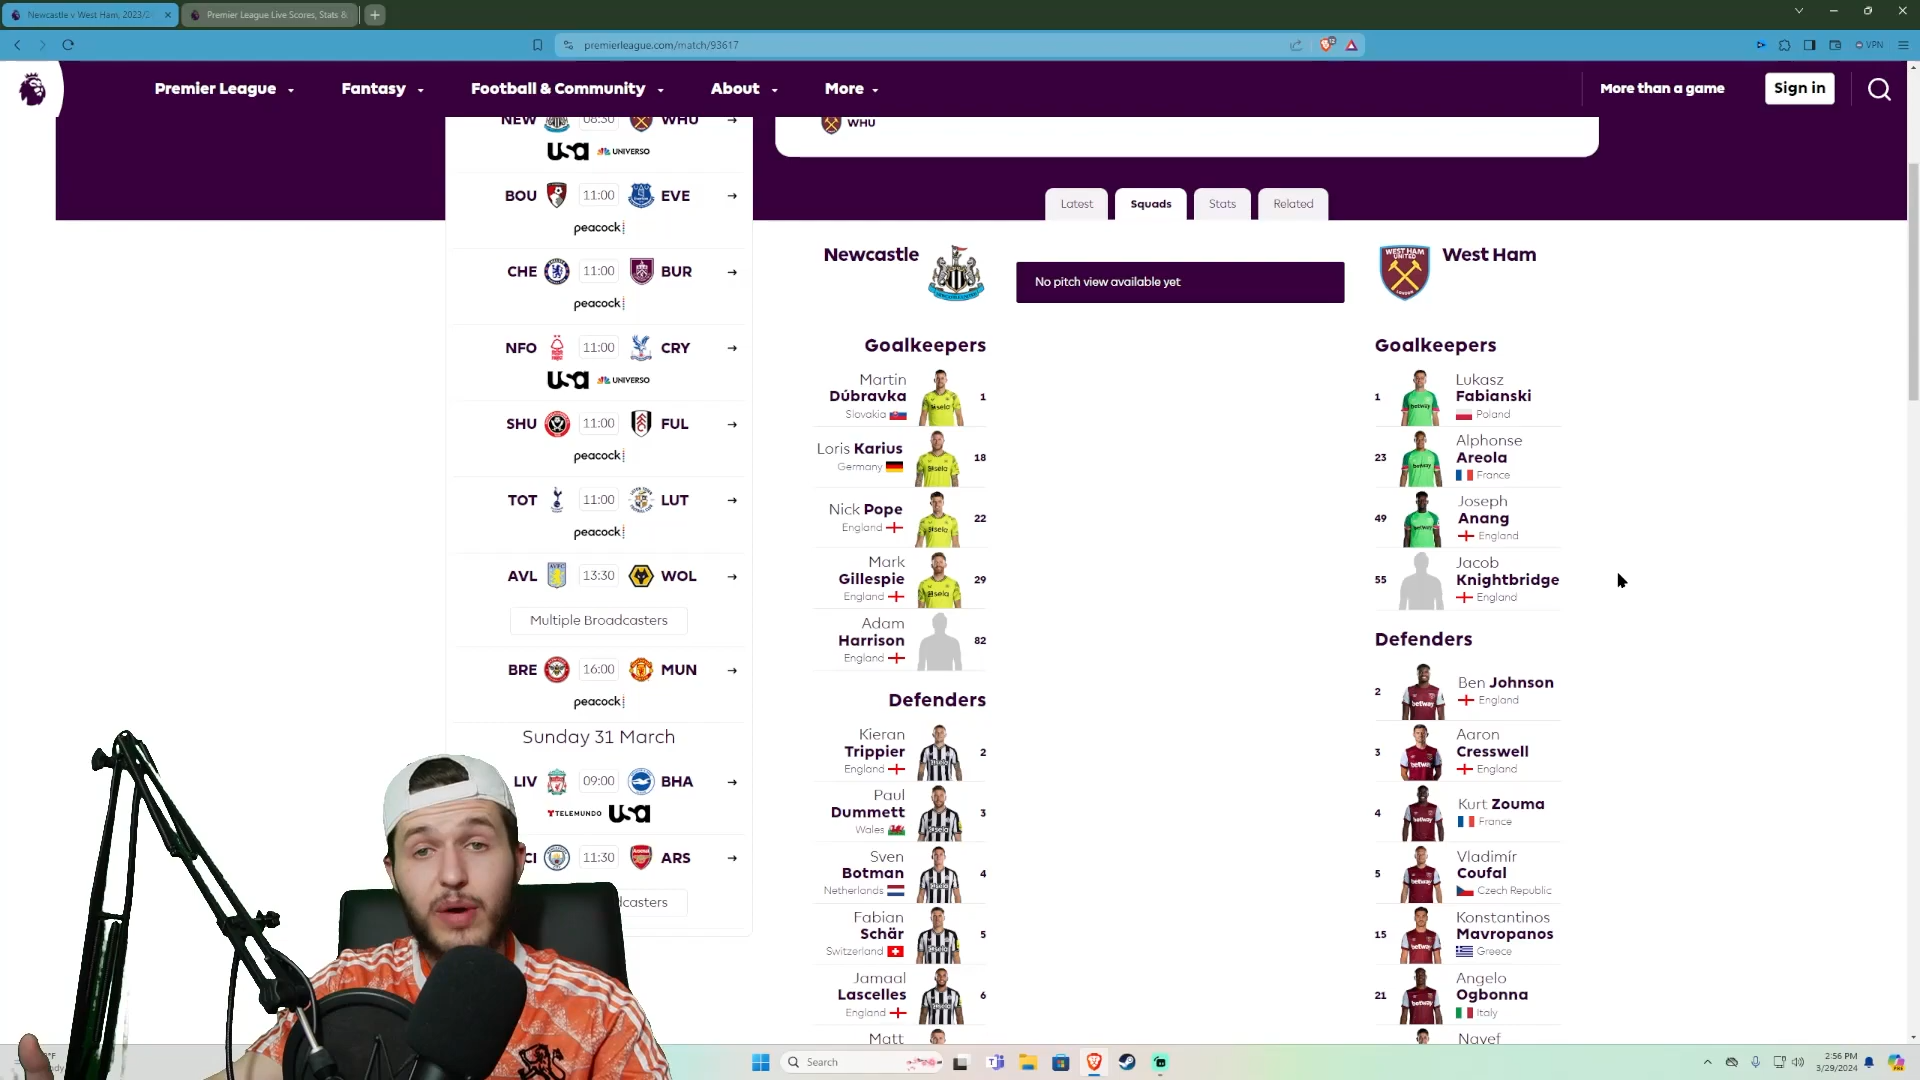 Newcastle v West Ham, 2023/2
Premier League Live Scores, Stats &
premierleague.com/match/93617
VPN
Premier League
Fantasy
Football & Community
About
More
More than a game
Sign in
NEW 08:30 WHU
USA UNIVERSO
BOU 11:00 EVE
peacock
CHE 11:00 BUR
peacock
NFO 11:00 CRY
USA UNIVERSO
SHU 11:00 FUL
peacock
TOT 11:00 LUT
peacock
AVL 13:30 WOL
Multiple Broadcasters
BRE 16:00 MUN
peacock
Sunday 31 March
LIV 09:00 BHA
TELEMUNDO USA
CI 11:30 ARS
dcasters
WHU
Latest
Squads
Stats
Related
Newcastle
No pitch view available yet
West Ham
Goalkeepers
Martin
Dúbravka
1
Slovakia
Loris Karius
18
Germany
Nick Pope
22
England
Mark
Gillespie
29
England
Adam
Harrison
82
England
Defenders
Kieran
Trippier
2
England
Paul
Dummett
3
Wales
Sven
Botman
4
Netherlands
Fabian
Schär
5
Switzerland
Jamaal
Lascelles
6
England
Matt
Goalkeepers
Lukasz
1
Fabianski
Poland
Alphonse
23
Areola
France
Joseph
49
Anang
England
Jacob
55
Knightbridge
England
Defenders
Ben Johnson
2
England
Aaron
3
Cresswell
England
Kurt Zouma
4
France
Vladimír
5
Coufal
Czech Republic
Konstantinos
15
Mavropanos
Greece
Angelo
21
Ogbonna
Italy
Nayef
Search
2:56 PM
3/29/2024